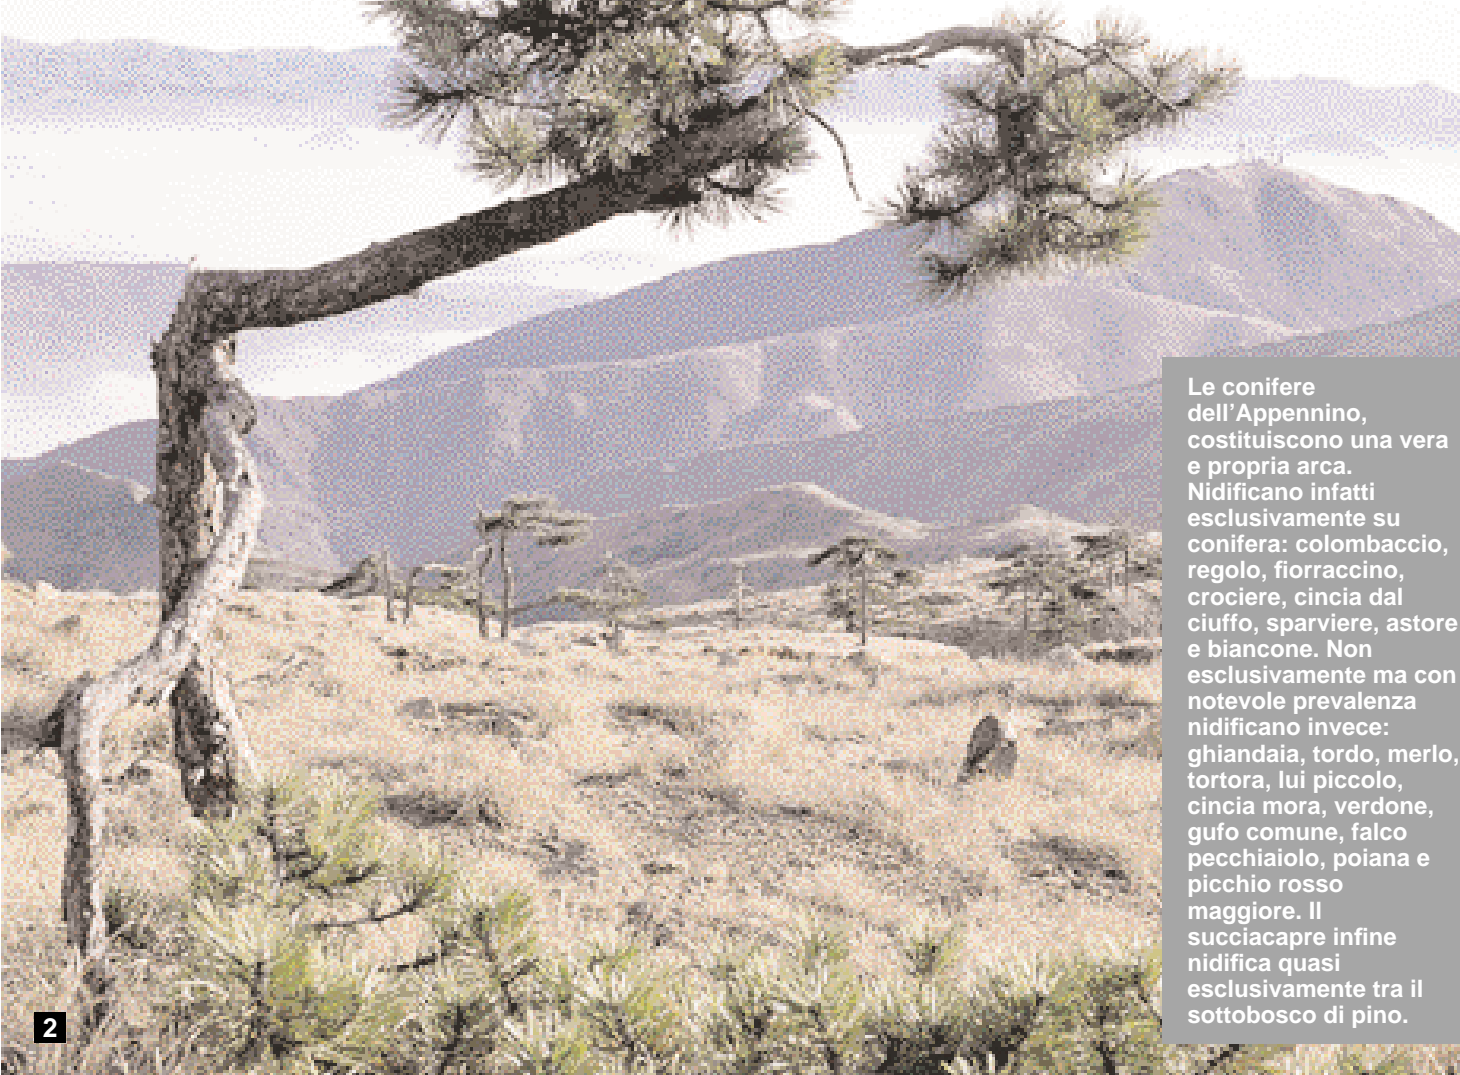 Le conifere
dell’Appennino,
costituiscono una vera
e propria arca.
Nidificano infatti
esclusivamente su
conifera: colombaccio,
regolo, fiorraccino,
crociere, cincia dal
ciuffo, sparviere, astore
e biancone. Non
esclusivamente ma con
notevole prevalenza
nidificano invece:
ghiandaia, tordo, merlo,
tortora, lui piccolo,
cincia mora, verdone,
gufo comune, falco
pecchiaiolo, poiana e
picchio rosso
maggiore. Il
succiacapre infine
nidifica quasi
esclusivamente tra il
sottobosco di pino.
2